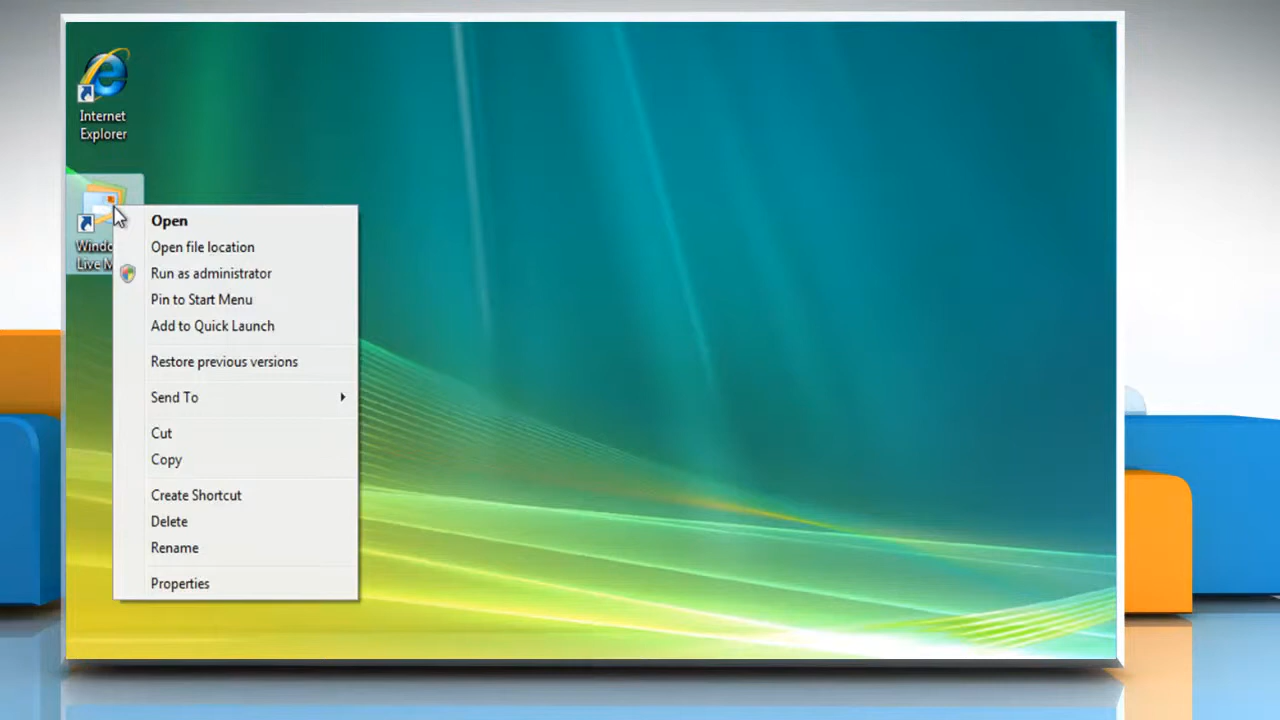 Internet
Explorer
Live
Open
Open file location
Run as administrator
Pin to Start Menu
Add to Quick Launch
Restore previous versions
Send To
Cut
Copy
Create Shortcut
Delete
Rename
Properties